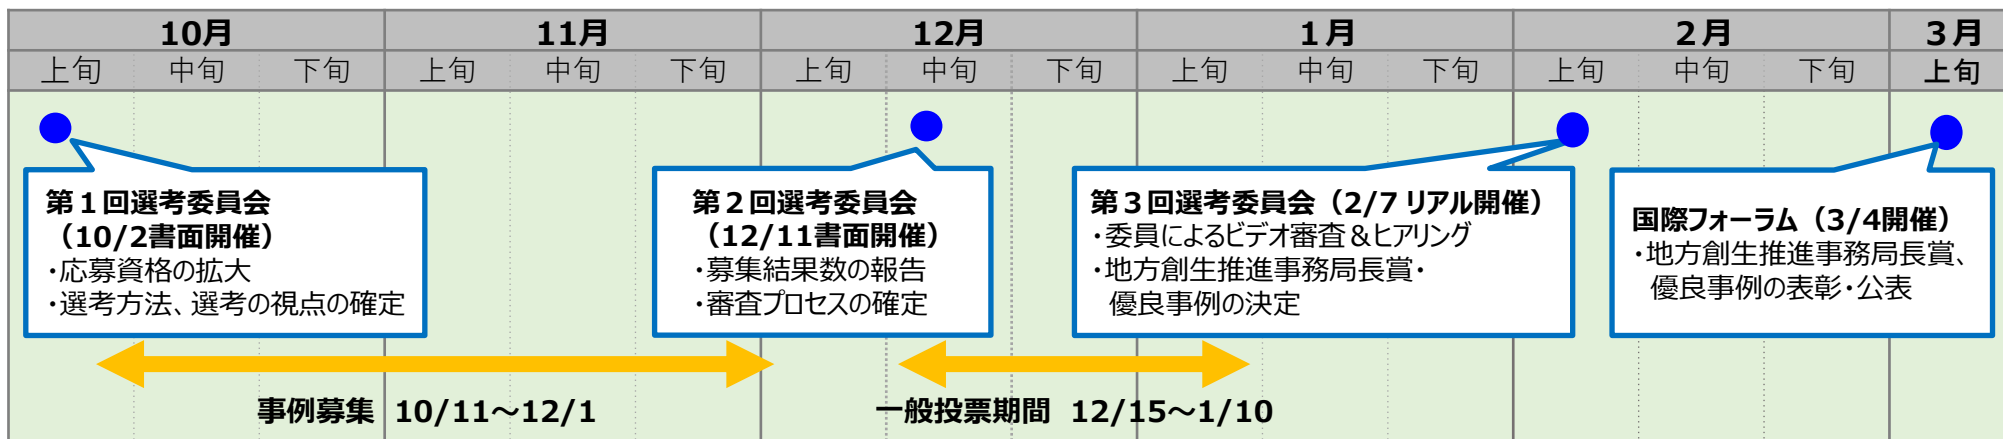 10月 11月 12月 1月 2月 3月
上旬 中旬 下旬 上旬 中旬 下旬 上旬 中旬 下旬 上旬 中旬 下旬 上旬 中旬 下旬 上旬
第1回選考委員会
（10/2書面開催）
・応募資格の拡大
・選考方法、選考の視点の確定
第2回選考委員会
（12/11書面開催）
・募集結果数の報告
・審査プロセスの確定
第3回選考委員会（2/7 リアル開催）
・委員によるビデオ審査＆ヒアリング
・地方創生推進事務局長賞・
優良事例の決定
国際フォーラム（3/4開催）
・地方創生推進事務局長賞、
優良事例の表彰・公表
事例募集 10/11～12/1
一般投票期間 12/15～1/10